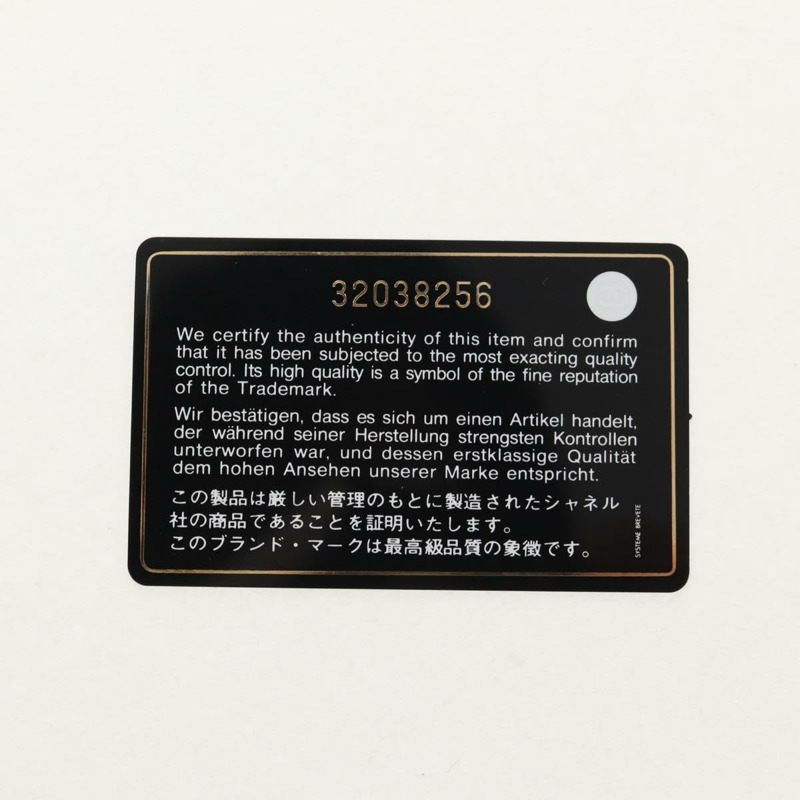 32038256
We certify the authenticity of this item and confirm
that it has been subjected to the most exacting quality
control. Its high quality is a symbol of the fine reputation
of the Trademark.
Wir bestätigen, dass es sich um einen Artikel handelt,
der während seiner Herstellung strengsten Kontrollen
unterworfen war, und dessen erstklassige Qualität
dem hohen Ansehen unserer Marke entspricht.
この製品は厳しい管理のもとに製造されたシャネル
社の商品であることを証明いたします。
このブランド・マークは最高級品質の象徴です。
SYSTEME BREVETE